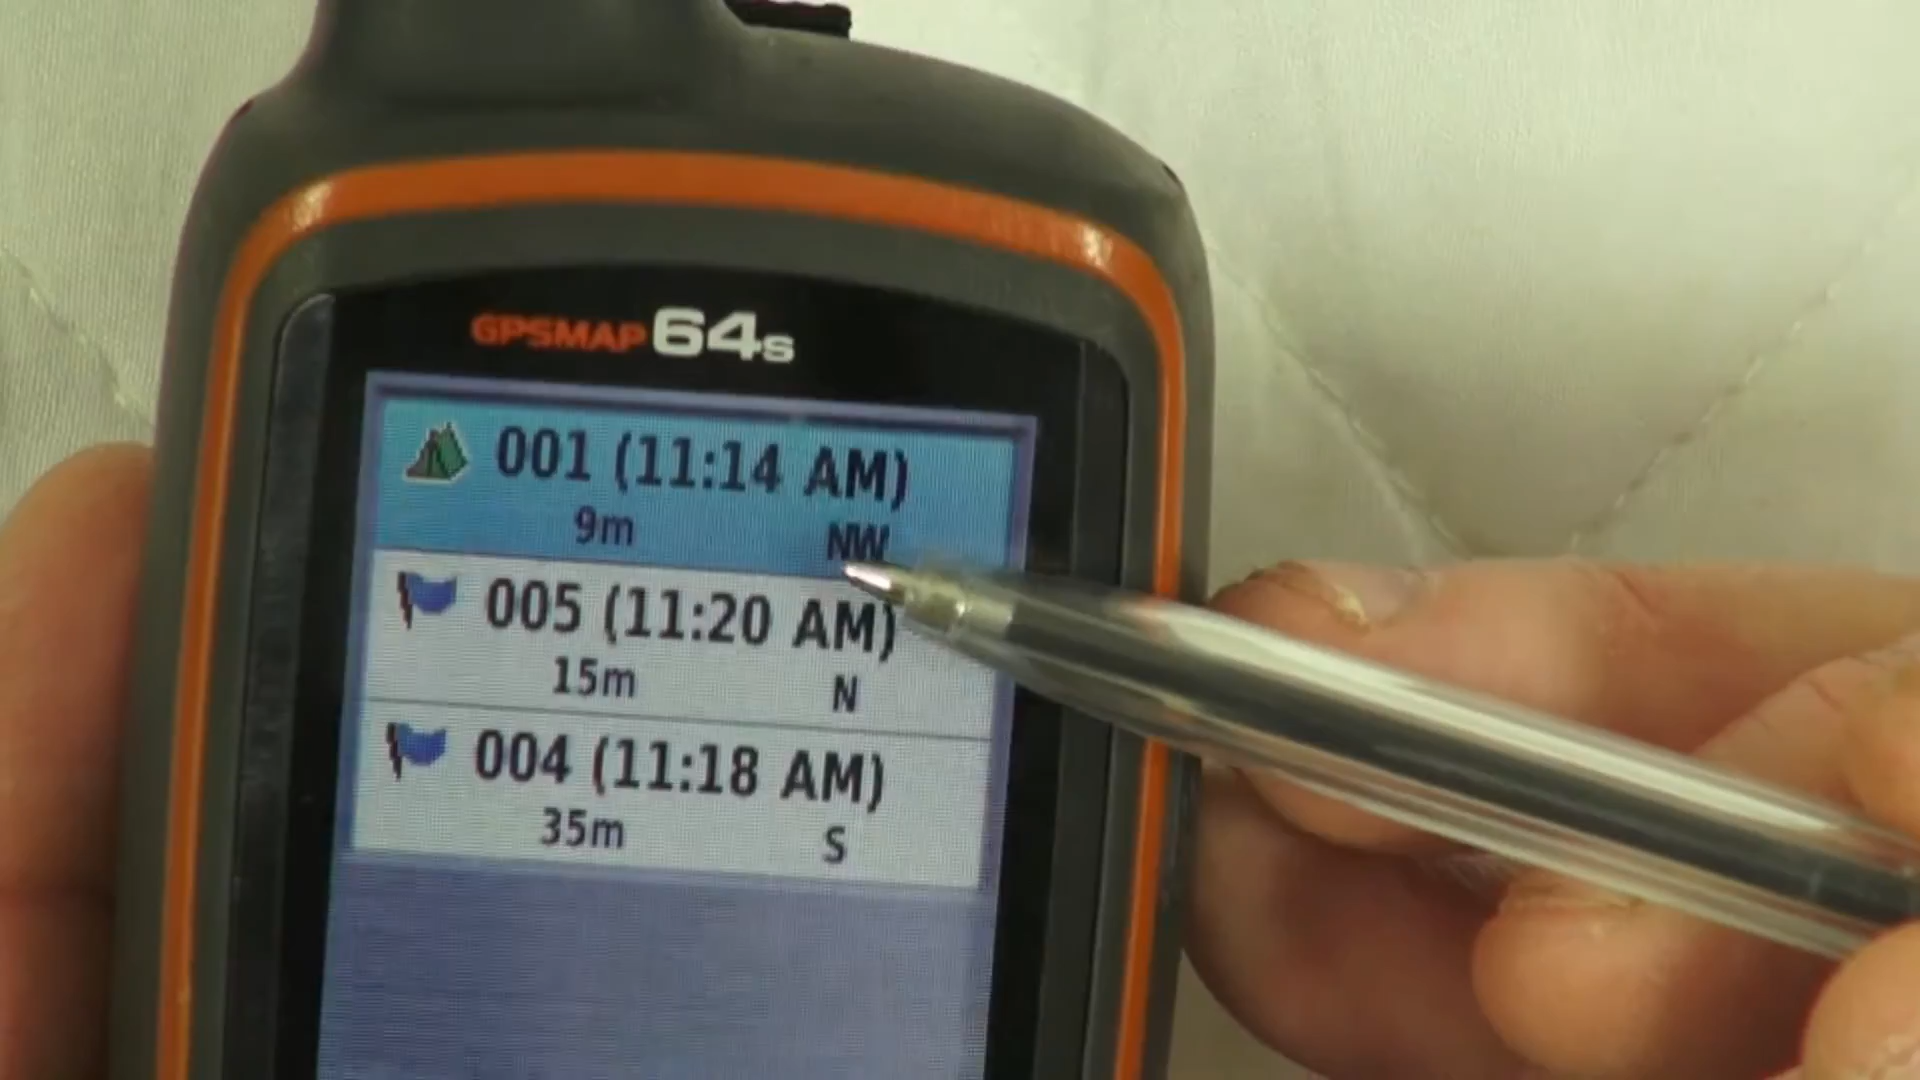 GPSMAP 64s
001 (11:14 AM)
9m NW
005 (11:20 AM)
15m N
004 (11:18 AM)
35m S